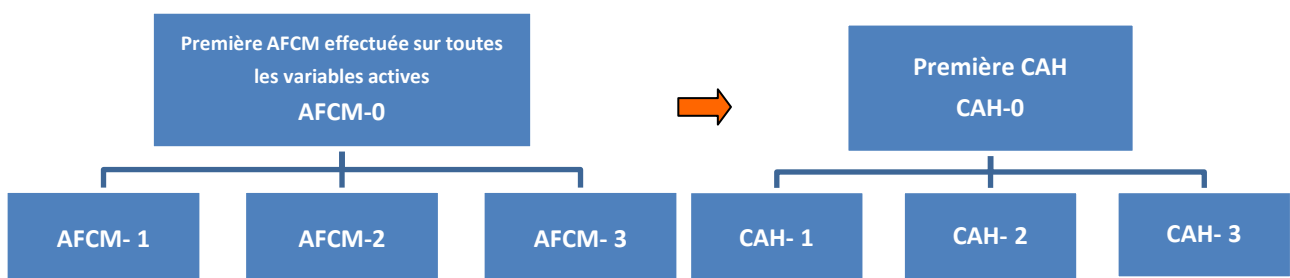 Première AFCM effectuée sur toutes
les variables actives
AFCM-0
Première CAH
CAH-0
AFCM- 1
AFCM-2
AFCM- 3
CAH- 1
CAH- 2
CAH- 3